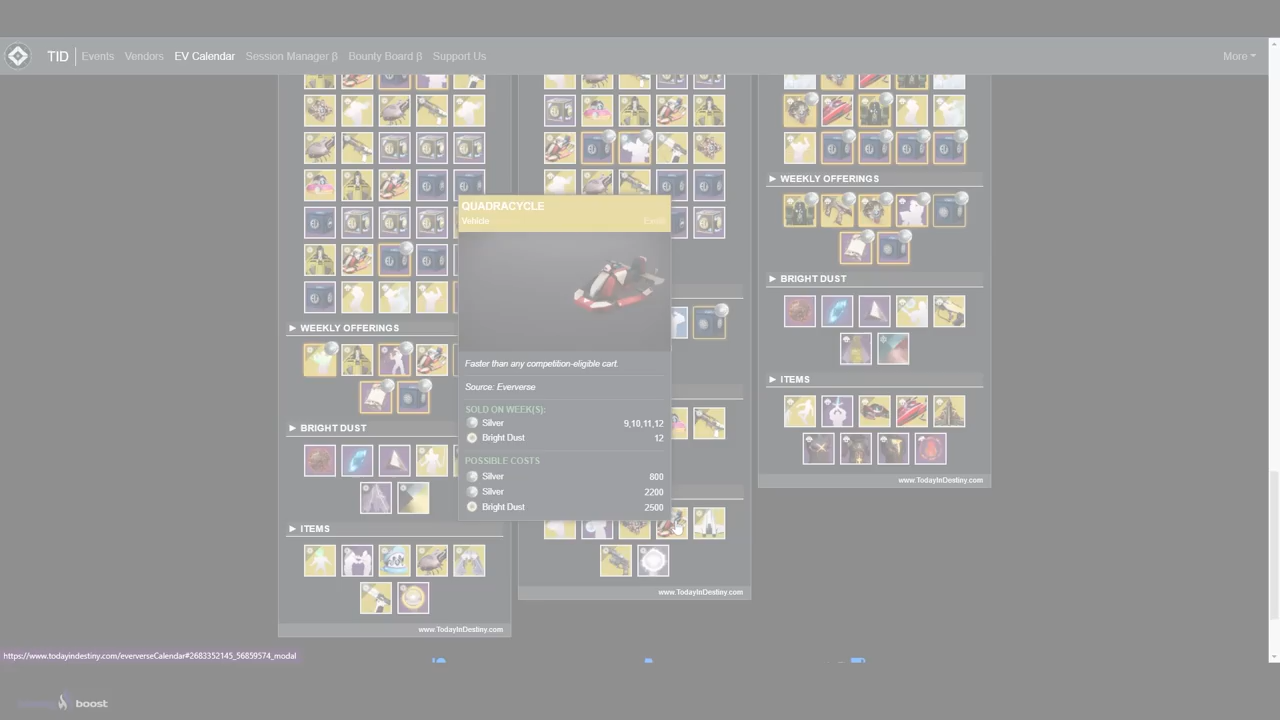 TID
Events
Vendors
EV Calendar
Session Manager β
Bounty Board β
Support Us
More
WEEKLY OFFERINGS
BRIGHT DUST
ITEMS
www.TodayInDestiny.com
QUADRACYCLE
Vehicle
Faster than any competition-eligible cart.
Source: Eververse
SOLD ON WEEK(S):
Silver 9,10,11,12
Bright Dust 12
POSSIBLE COSTS
Silver 800
Silver 2200
Bright Dust 2500
www.TodayInDestiny.com
WEEKLY OFFERINGS
BRIGHT DUST
ITEMS
www.TodayInDestiny.com
https://www.todayindestiny.com/eververseCalendar#2683352145_56859574_modal
boost